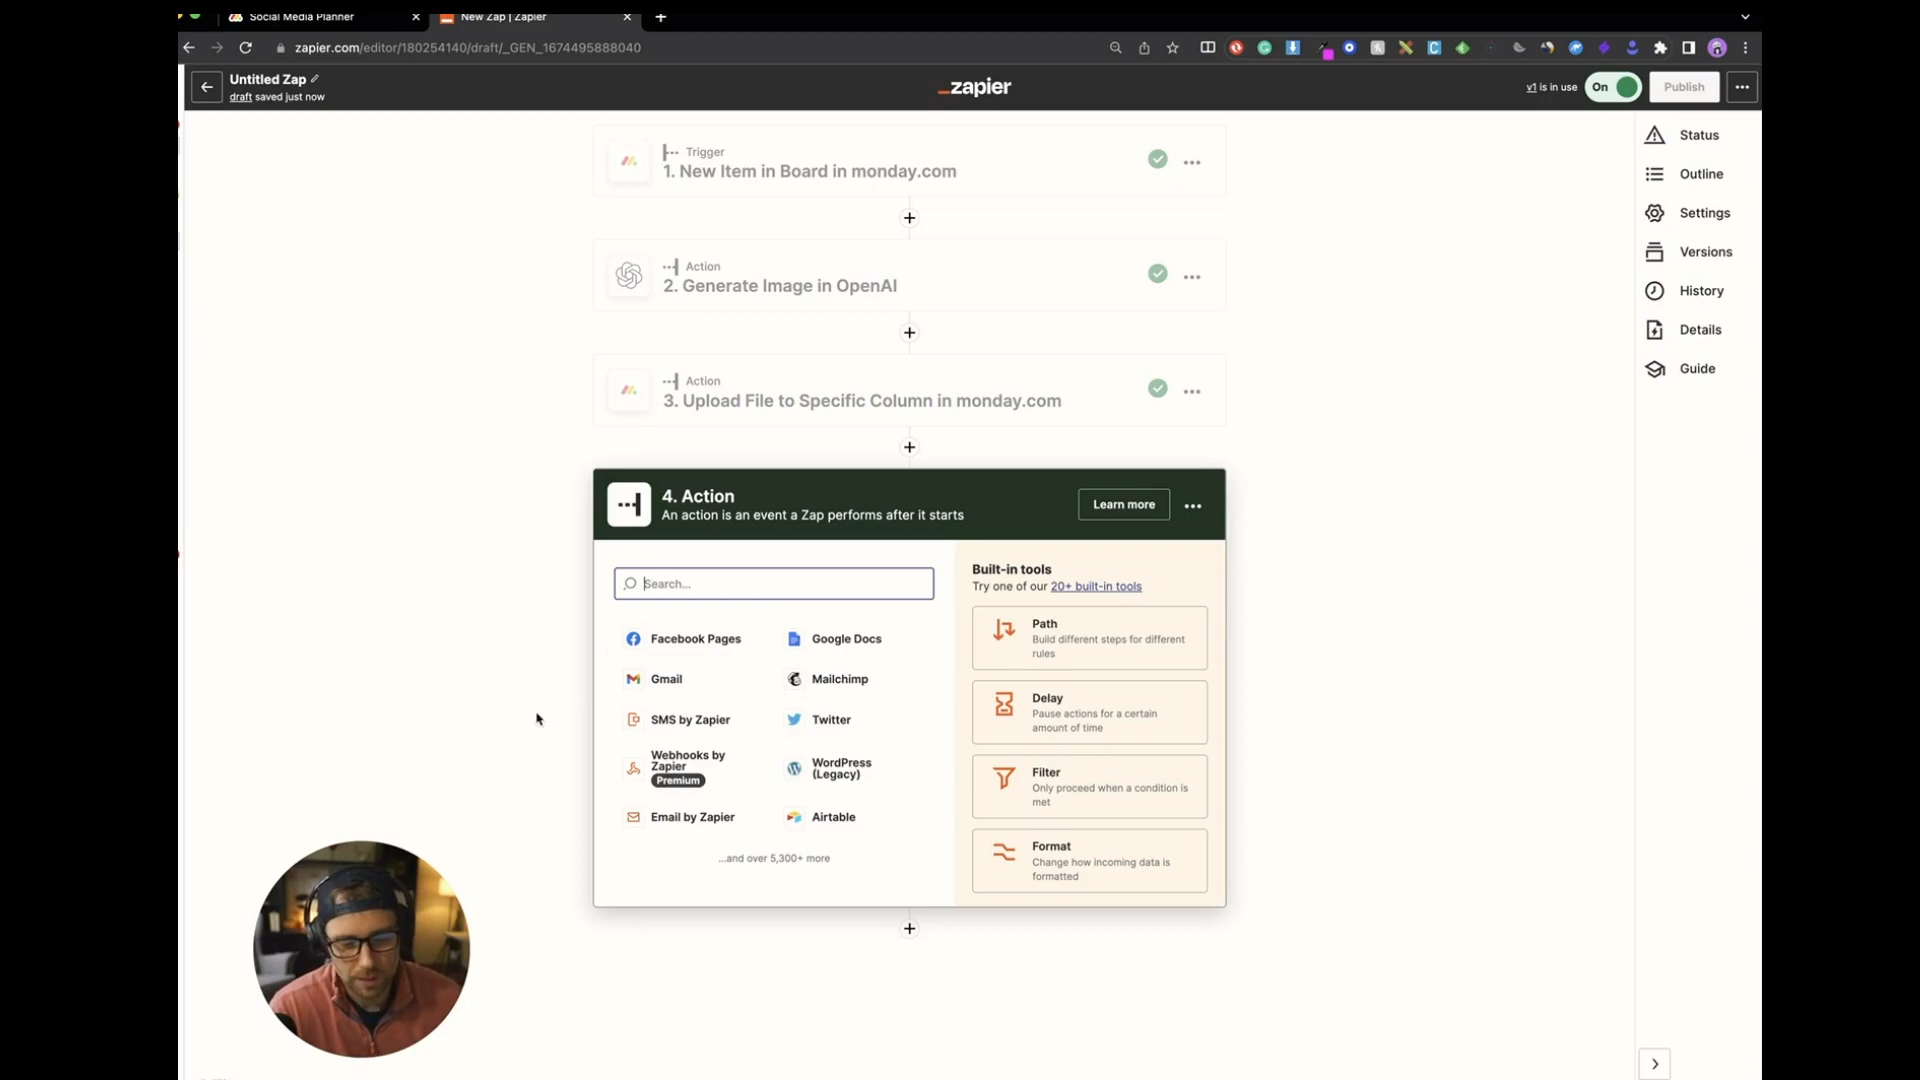 Social Media Planner
New Zap | Zapier
zapier.com/editor/180254140/draft/_GEN_1674495888040
Untitled Zap
draft saved just now
_zapier
v1 is in use
On
Publish
Trigger
1. New Item in Board in monday.com
Action
2. Generate Image in OpenAI
Action
3. Upload File to Specific Column in monday.com
4. Action
An action is an event a Zap performs after it starts
Learn more
Search...
Facebook Pages
Google Docs
Gmail
Mailchimp
SMS by Zapier
Twitter
Webhooks by
Zapier
Premium
WordPress
(Legacy)
Email by Zapier
Airtable
...and over 5,300+ more
Built-in tools
Try one of our 20+ built-in tools
Path
Build different steps for different
rules
Delay
Pause actions for a certain
amount of time
Filter
Only proceed when a condition is
met
Format
Change how incoming data is
formatted
Status
Outline
Settings
Versions
History
Details
Guide